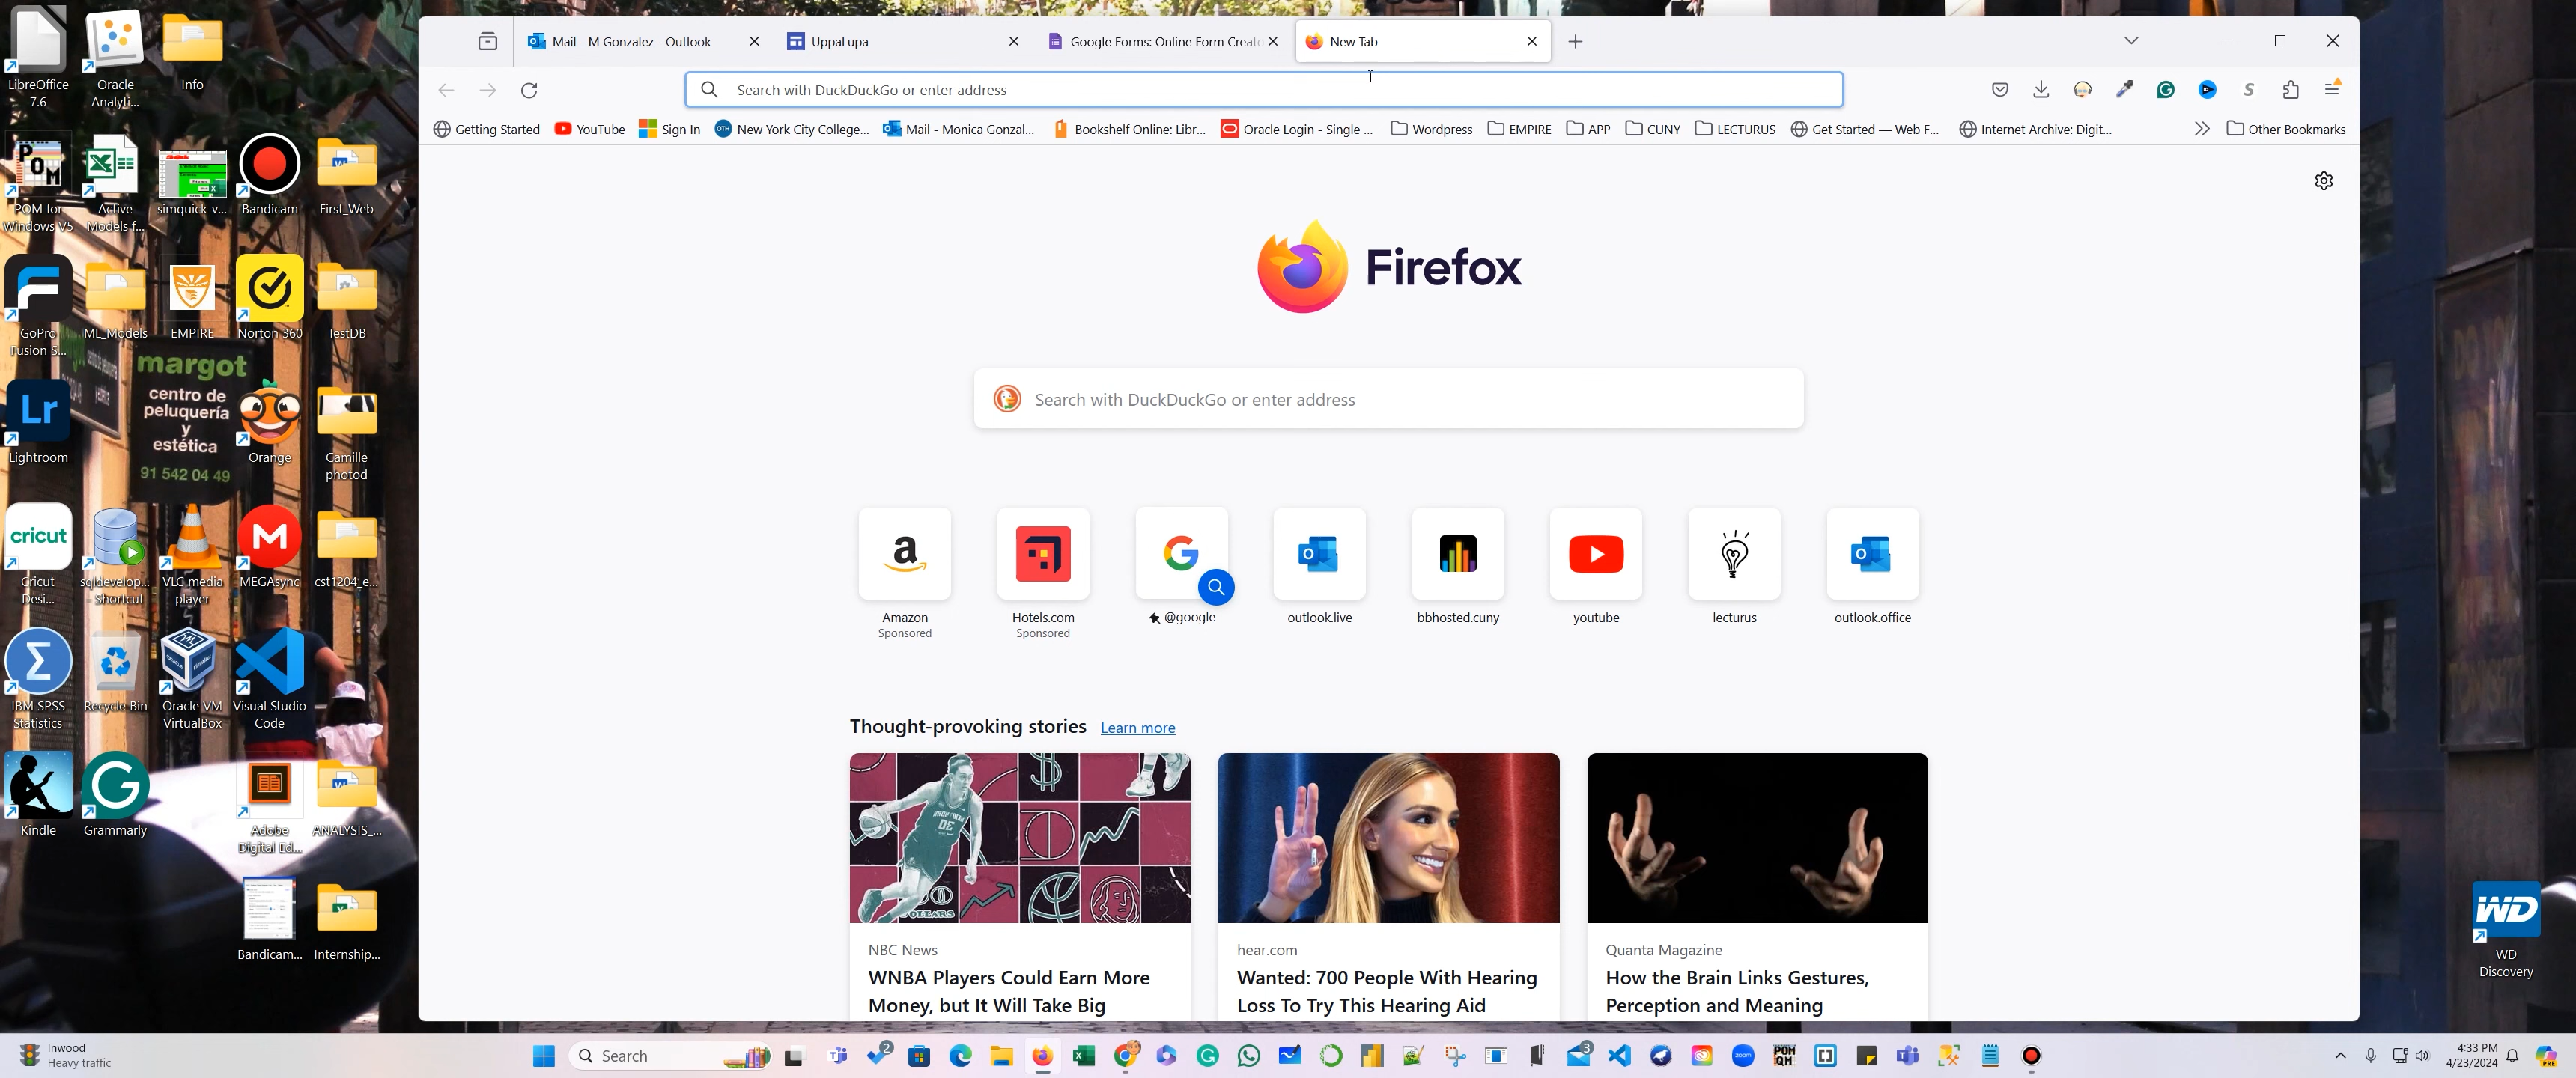 Mail - M Gonzalez - Outlook
UppaLupa
Google Forms: Online Form Creato
New Tab
Search with DuckDuckGo or enter address
Getting Started
YouTube
Sign In
New York City College...
Mail - Monica Gonzal...
Bookshelf Online: Libr...
Oracle Login - Single ...
Wordpress
EMPIRE
APP
CUNY
LECTURUS
Get Started — Web F...
Internet Archive: Digit...
Other Bookmarks
Firefox
Search with DuckDuckGo or enter address
Amazon
Sponsored
Hotels.com
Sponsored
@google
outlook.live
bbhosted.cuny
youtube
lecturus
outlook.office
Thought-provoking stories Learn more
NBC News
WNBA Players Could Earn More
Money, but It Will Take Big
hear.com
Wanted: 700 People With Hearing
Loss To Try This Hearing Aid
Quanta Magazine
How the Brain Links Gestures,
Perception and Meaning
LibreOffice
7.6
Oracle
Analyti...
Info
POM for
Windows V5
Active
Models f...
simquick-v...
Bandicam
First_Web
GoPro
Fusion S...
ML_Models
EMPIRE
Norton 360
TestDB
margot
centro de
peluquería
y
estética
91 542 04 49
Lr
Lightroom
Orange
Camille
photod
cricut
Cricut
Desi...
sqldevelop...
- Shortcut
VLC media
player
MEGAsync
cst1204_e...
IBM SPSS
Statistics
Recycle Bin
Oracle VM
VirtualBox
Visual Studio
Code
Kindle
Grammarly
Adobe
Digital Ed...
ANALYSIS_...
Bandicam...
Internship...
WD
WD
Discovery
Inwood
Heavy traffic
Search
2
3
zoom
4:33 PM
4/23/2024